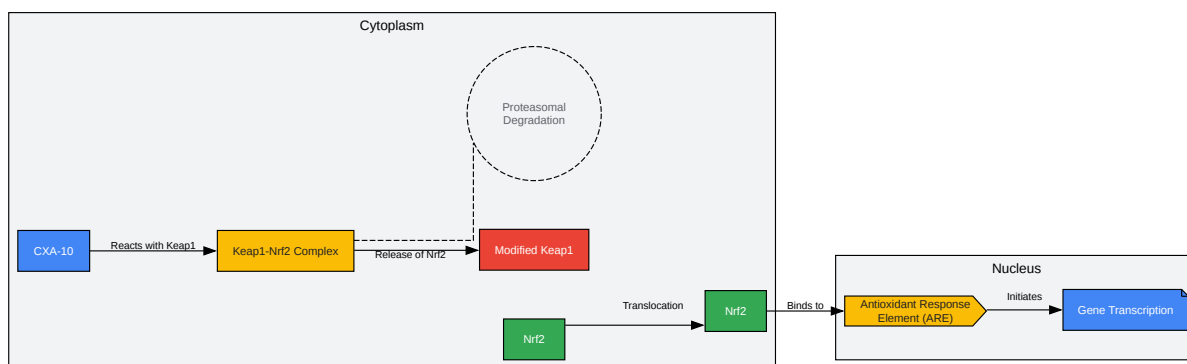 Cytoplasm
Proteasomal
Degradation
CXA-10
Reacts with Keap1
Keap1-Nrf2 Complex
Release of Nrf2
Modified Keap1
Nrf2
Translocation
Nrf2
Binds to
Nucleus
Antioxidant Response
Element (ARE)
Initiates
Gene Transcription